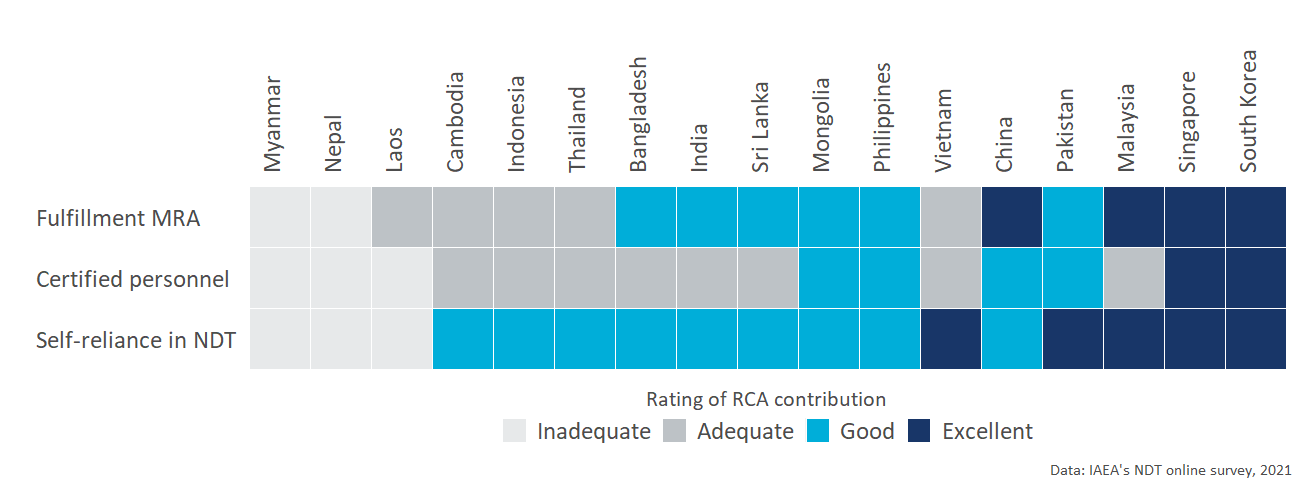 Myanmar
Nepal
Laos
Cambodia
Indonesia
Thailand
Bangladesh
India
Sri Lanka
Mongolia
Philippines
Vietnam
China
Pakistan
Malaysia
Singapore
South Korea
Fulfillment MRA
Certified personnel
Self-reliance in NDT
Rating of RCA contribution
Inadequate Adequate Good Excellent
Data: IAEA's NDT online survey, 2021